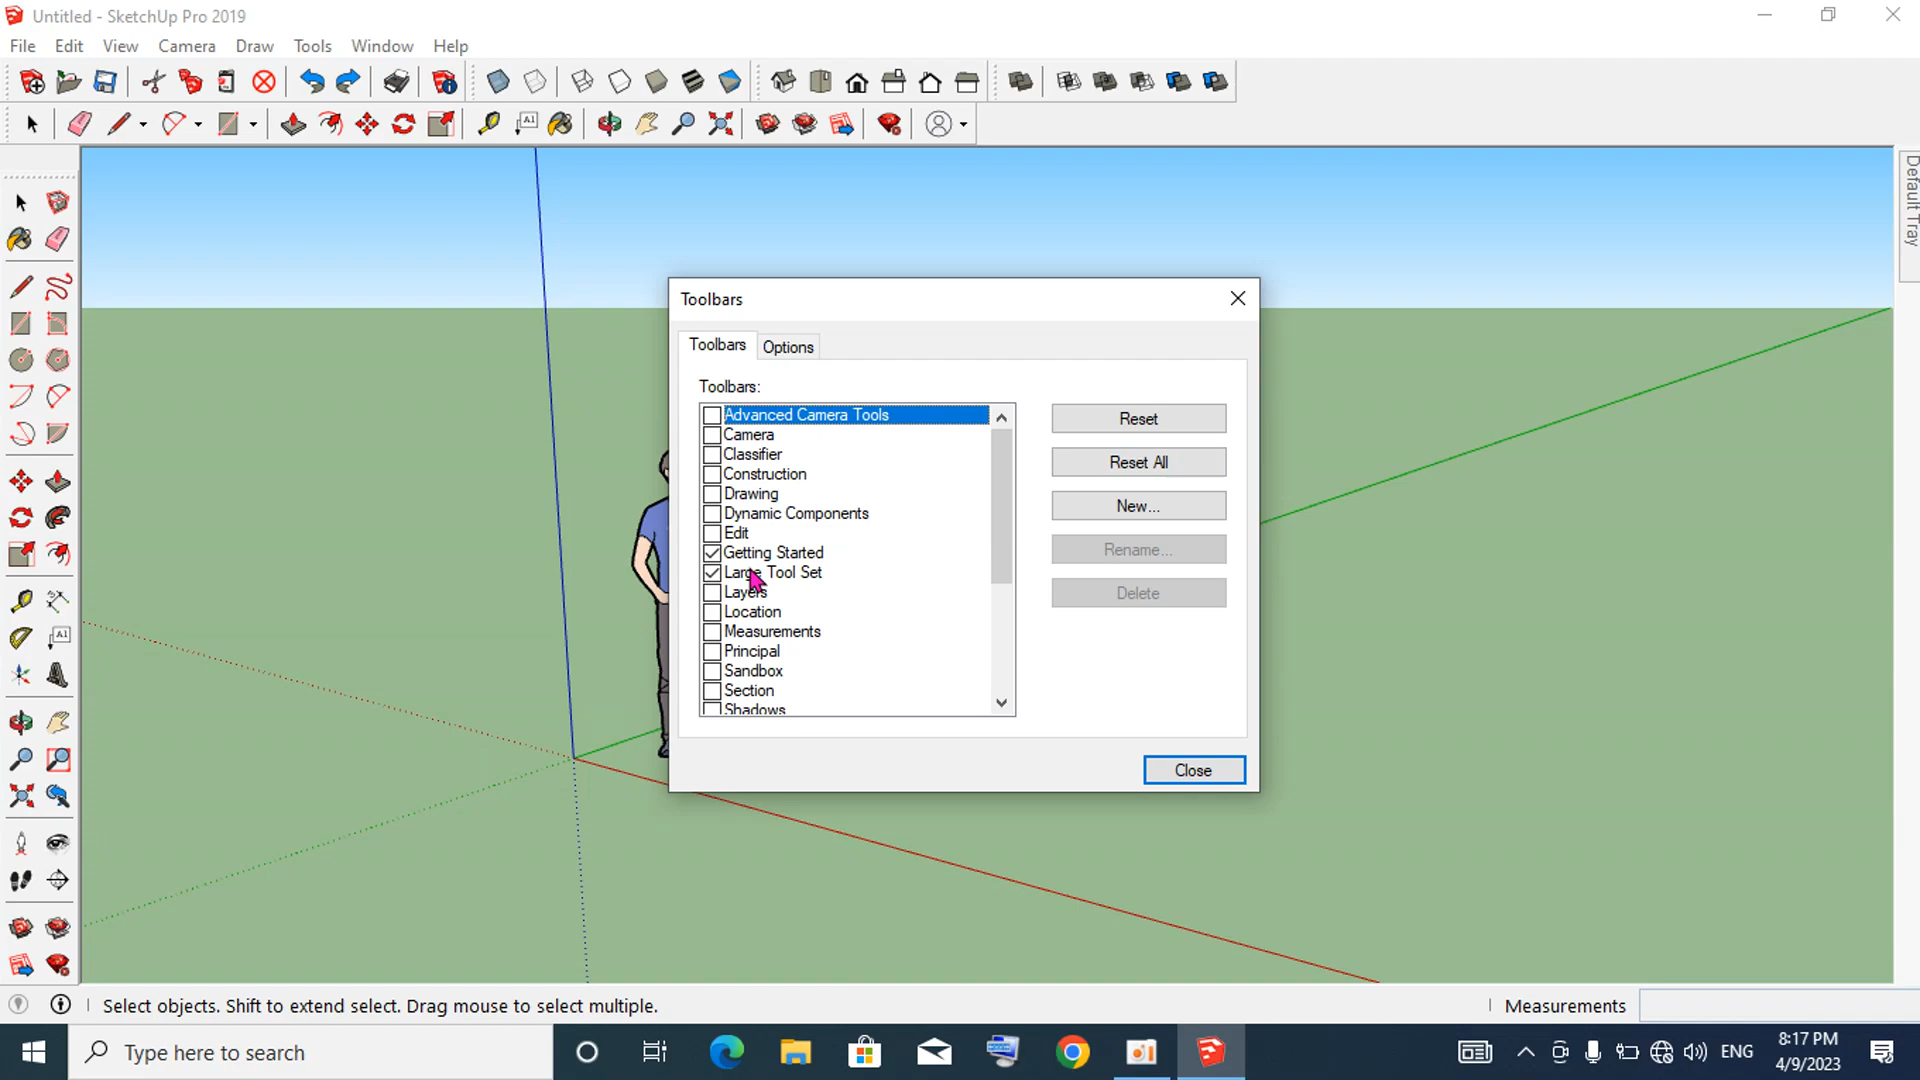 Untitled - SketchUp Pro 2019
File Edit View Camera Draw Tools Window Help
A1
Default Tray
Toolbars
Toolbars Options
Toolbars:
Advanced Camera Tools
Camera
Classifier
Construction
Drawing
Dynamic Components
Edit
Getting Started
Large Tool Set
Layers
Location
Measurements
Principal
Sandbox
Section
Shadows
Reset
Reset All
New...
Rename...
Delete
Close
A1
Select objects. Shift to extend select. Drag mouse to select multiple.
Measurements
Type here to search
ENG
8:17 PM
4/9/2023